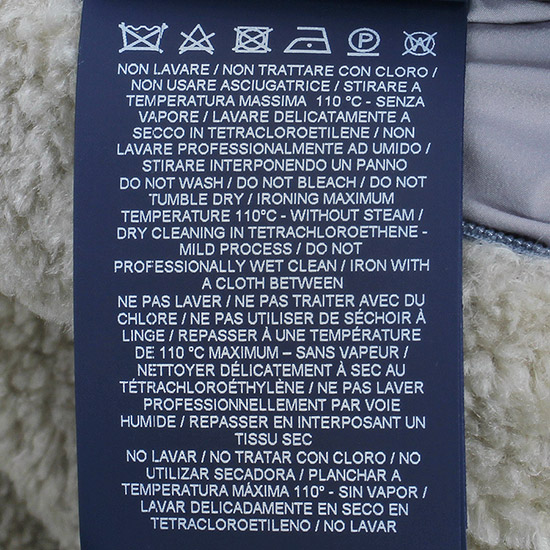 NON LAVARE / NON TRATTARE CON CLORO /
NON USARE ASCIUGATRICE / STIRARE A
TEMPERATURA MASSIMA 110 °C - SENZA
VAPORE / LAVARE DELICATAMENTE A
SECCO IN TETRACLOROETILENE / NON
LAVARE PROFESSIONALMENTE AD UMIDO /
STIRARE INTERPONENDO UN PANNO
DO NOT WASH / DO NOT BLEACH / DO NOT
TUMBLE DRY / IRONING MAXIMUM
TEMPERATURE 110°C - WITHOUT STEAM /
DRY CLEANING IN TETRACHLOROETHENE -
MILD PROCESS / DO NOT
PROFESSIONALLY WET CLEAN / IRON WITH
A CLOTH BETWEEN
NE PAS LAVER / NE PAS TRAITER AVEC DU
CHLORE / NE PAS UTILISER DE SÉCHOIR À
LINGE / REPASSER À UNE TEMPÉRATURE
DE 110 °C MAXIMUM – SANS VAPEUR /
NETTOYER DÉLICATEMENT À SEC AU
TÉTRACHLOROÉTHYLÈNE / NE PAS LAVER
PROFESSIONNELLEMENT PAR VOIE
HUMIDE / REPASSER EN INTERPOSANT UN
TISSU SEC
NO LAVAR / NO TRATAR CON CLORO / NO
UTILIZAR SECADORA / PLANCHAR A
TEMPERATURA MÁXIMA 110° - SIN VAPOR /
LAVAR DELICADAMENTE EN SECO EN
TETRACLOROETILENO / NO LAVAR